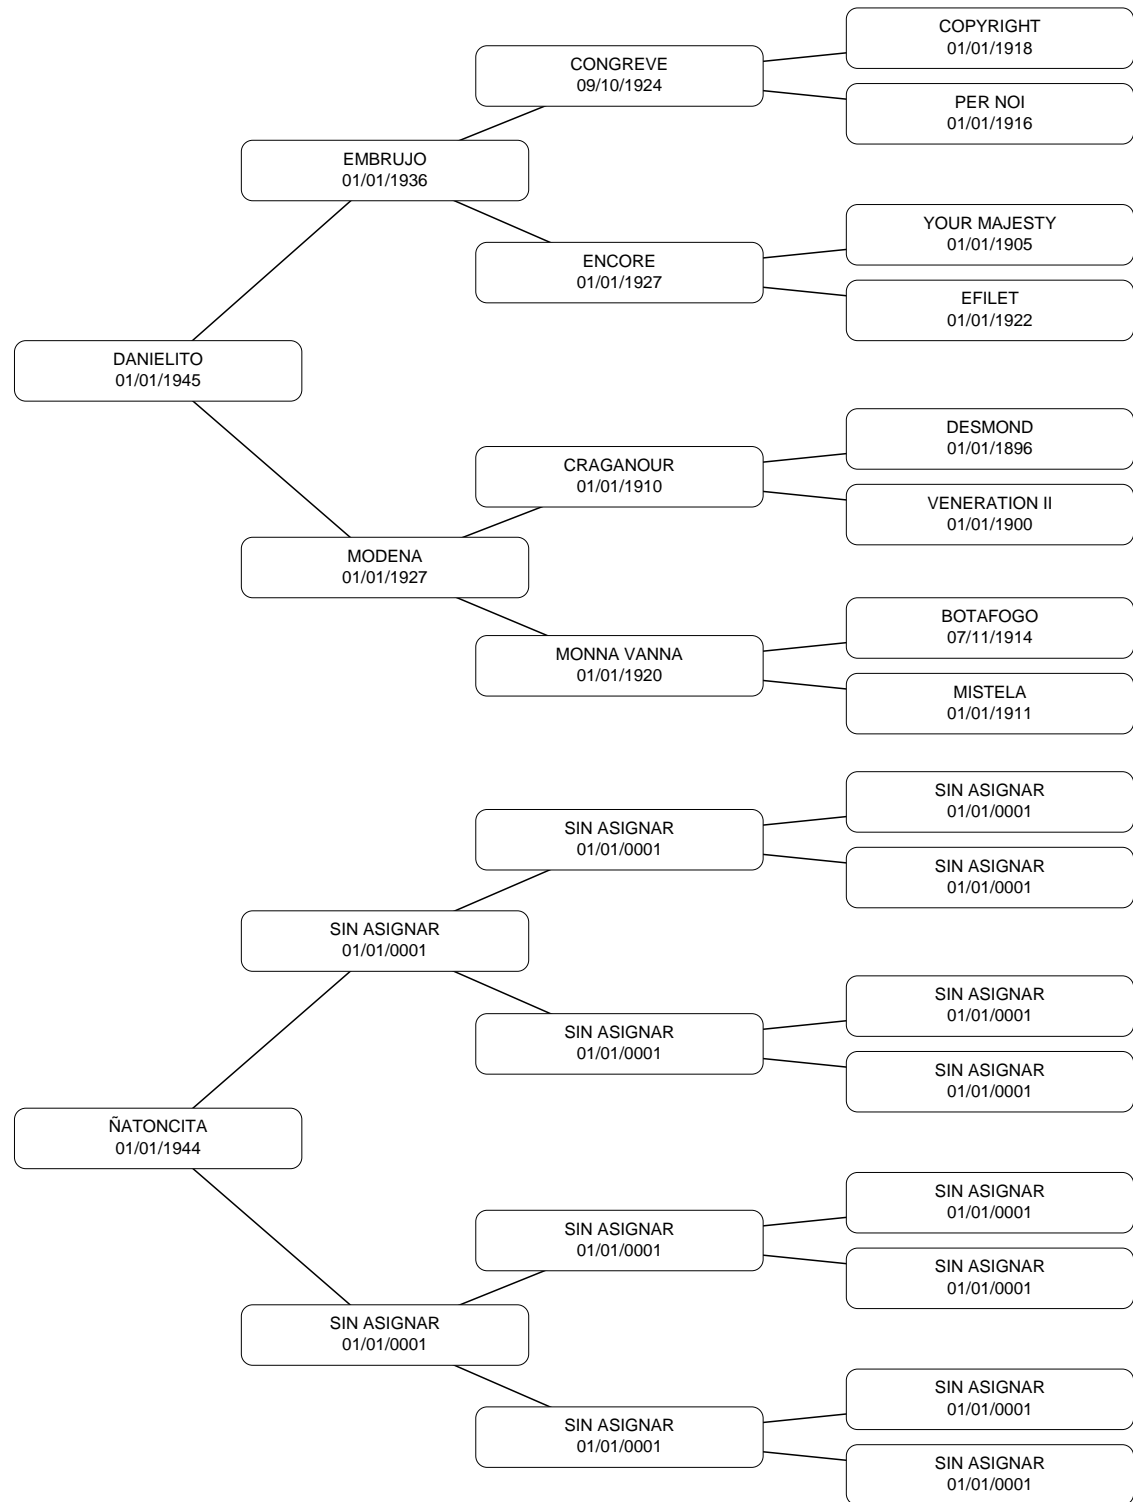 COPYRIGHT
01/01/1918
CONGREVE
09/10/1924
PER NOI
01/01/1916
EMBRUJO
01/01/1936
YOUR MAJESTY
01/01/1905
ENCORE
01/01/1927
EFILET
01/01/1922
DANIELITO
01/01/1945
DESMOND
01/01/1896
CRAGANOUR
01/01/1910
VENERATION II
01/01/1900
MODENA
01/01/1927
BOTAFOGO
07/11/1914
MONNA VANNA
01/01/1920
MISTELA
01/01/1911
SIN ASIGNAR
01/01/0001
SIN ASIGNAR
01/01/0001
SIN ASIGNAR
01/01/0001
SIN ASIGNAR
01/01/0001
SIN ASIGNAR
01/01/0001
SIN ASIGNAR
01/01/0001
SIN ASIGNAR
01/01/0001
ÑATONCITA
01/01/1944
SIN ASIGNAR
01/01/0001
SIN ASIGNAR
01/01/0001
SIN ASIGNAR
01/01/0001
SIN ASIGNAR
01/01/0001
SIN ASIGNAR
01/01/0001
SIN ASIGNAR
01/01/0001
SIN ASIGNAR
01/01/0001